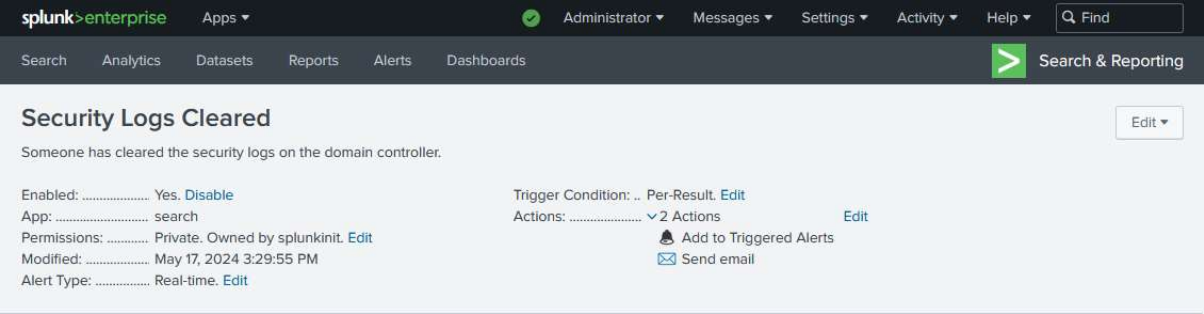 splunk>enterprise Apps Administrator Messages Settings Activity Help Find
Search Analytics Datasets Reports Alerts Dashboards Search & Reporting
Security Logs Cleared
Edit
Someone has cleared the security logs on the domain controller.
Enabled: ................... Yes. Disable
App: .......................... search
Permissions: ............ Private. Owned by splunkinit. Edit
Modified: ................... May 17, 2024 3:29:55 PM
Alert Type: ................ Real-time. Edit
Trigger Condition: .. Per-Result. Edit
Actions: .................... 2 Actions Edit
Add to Triggered Alerts
Send email